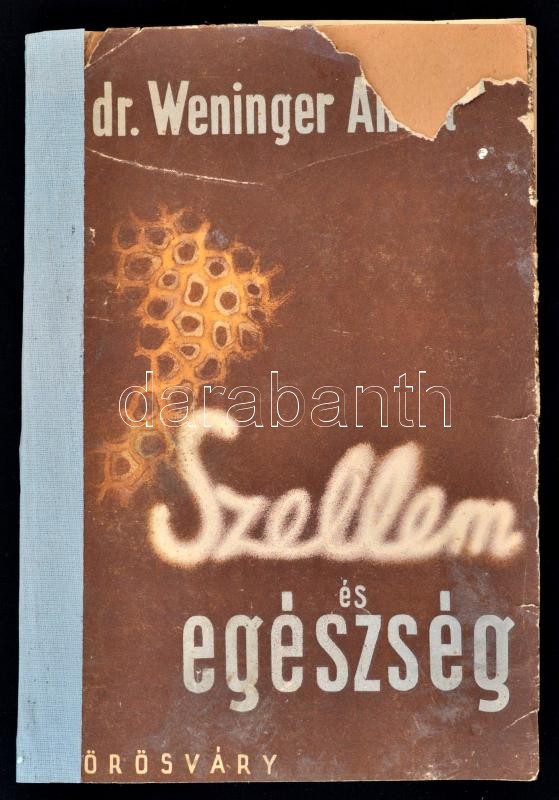 dr. Weninger
darabanth
Szellem
és
egészség
ÖRÖSVÁRY